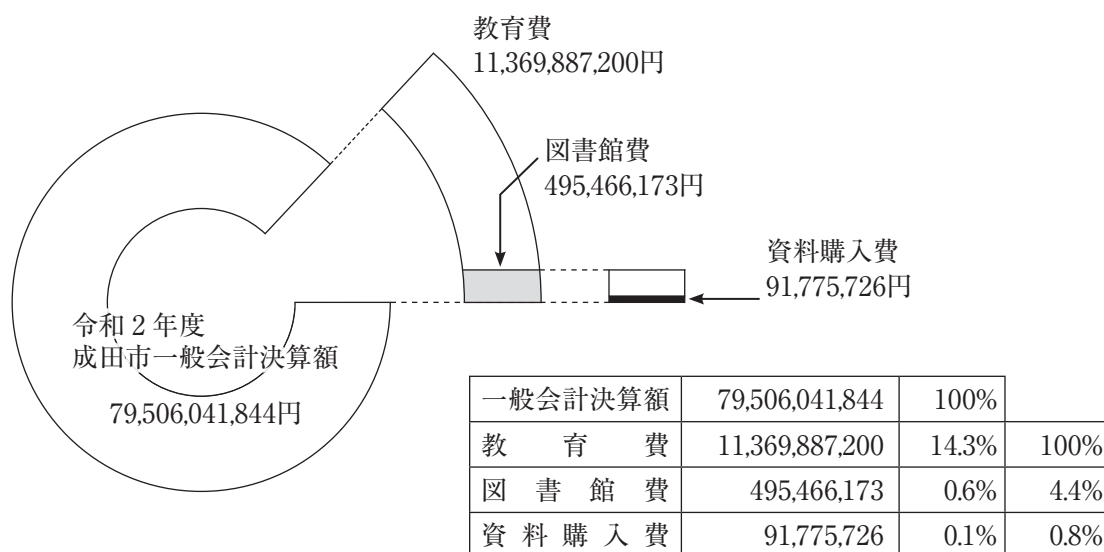 教育費
11,369,887,200円
図書館費
495,466,173円
資料購入費
91,775,726円
令和2年度
成田市一般会計決算額
79,506,041,844円
一般会計決算額 79,506,041,844 100%
教育費 11,369,887,200 14.3% 100%
図書館費 495,466,173 0.6% 4.4%
資料購入費 91,775,726 0.1% 0.8%